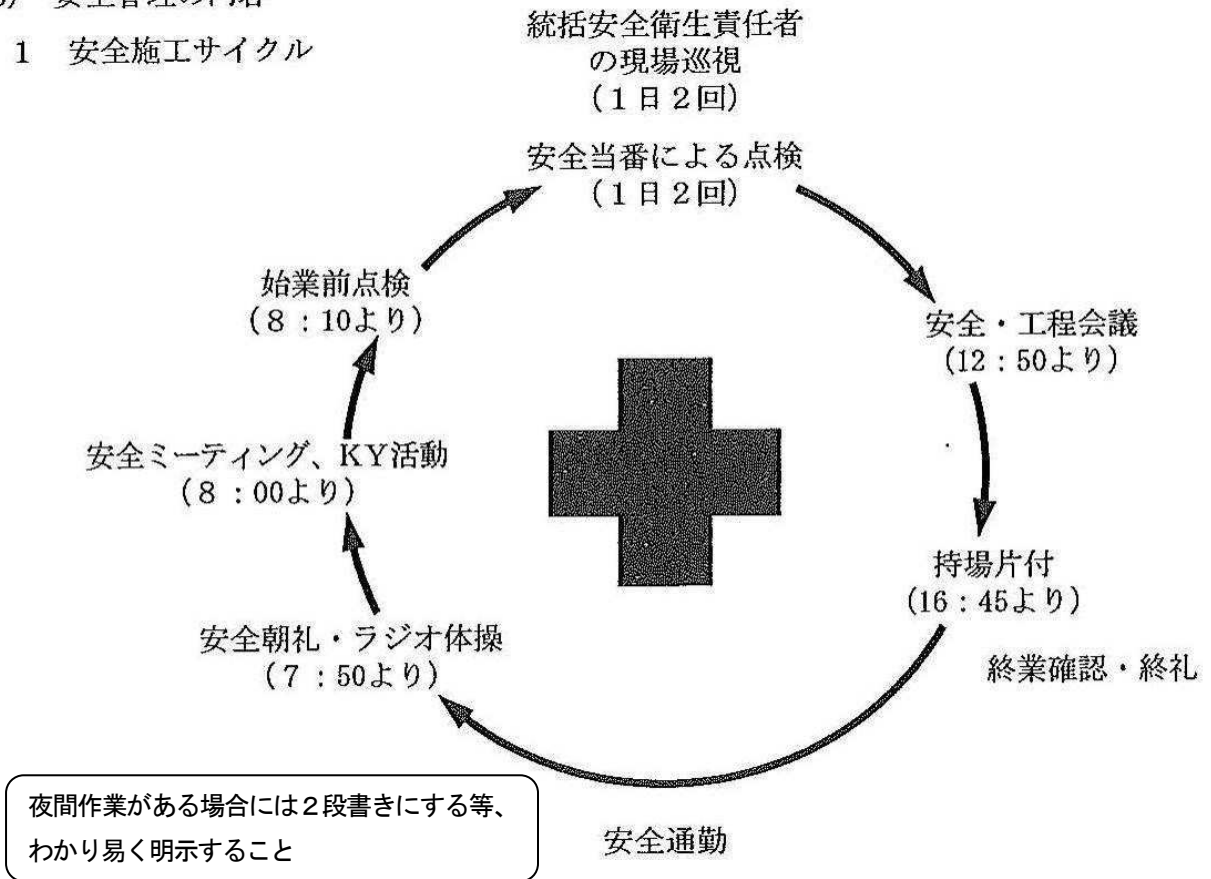 1 安全施工サイクル
統括安全衛生責任者
の現場巡視
(1日2回)
安全当番による点検
(1日2回)
始業前点検
(8:10より)
安全・工程会議
(12:50より)
安全ミーティング、KY活動
(8:00より)
持場片付
(16:45より)
安全朝礼・ラジオ体操
(7:50より)
終業確認・終礼
夜間作業がある場合には2段書きにする等、
わかり易く明示すること
安全通勤